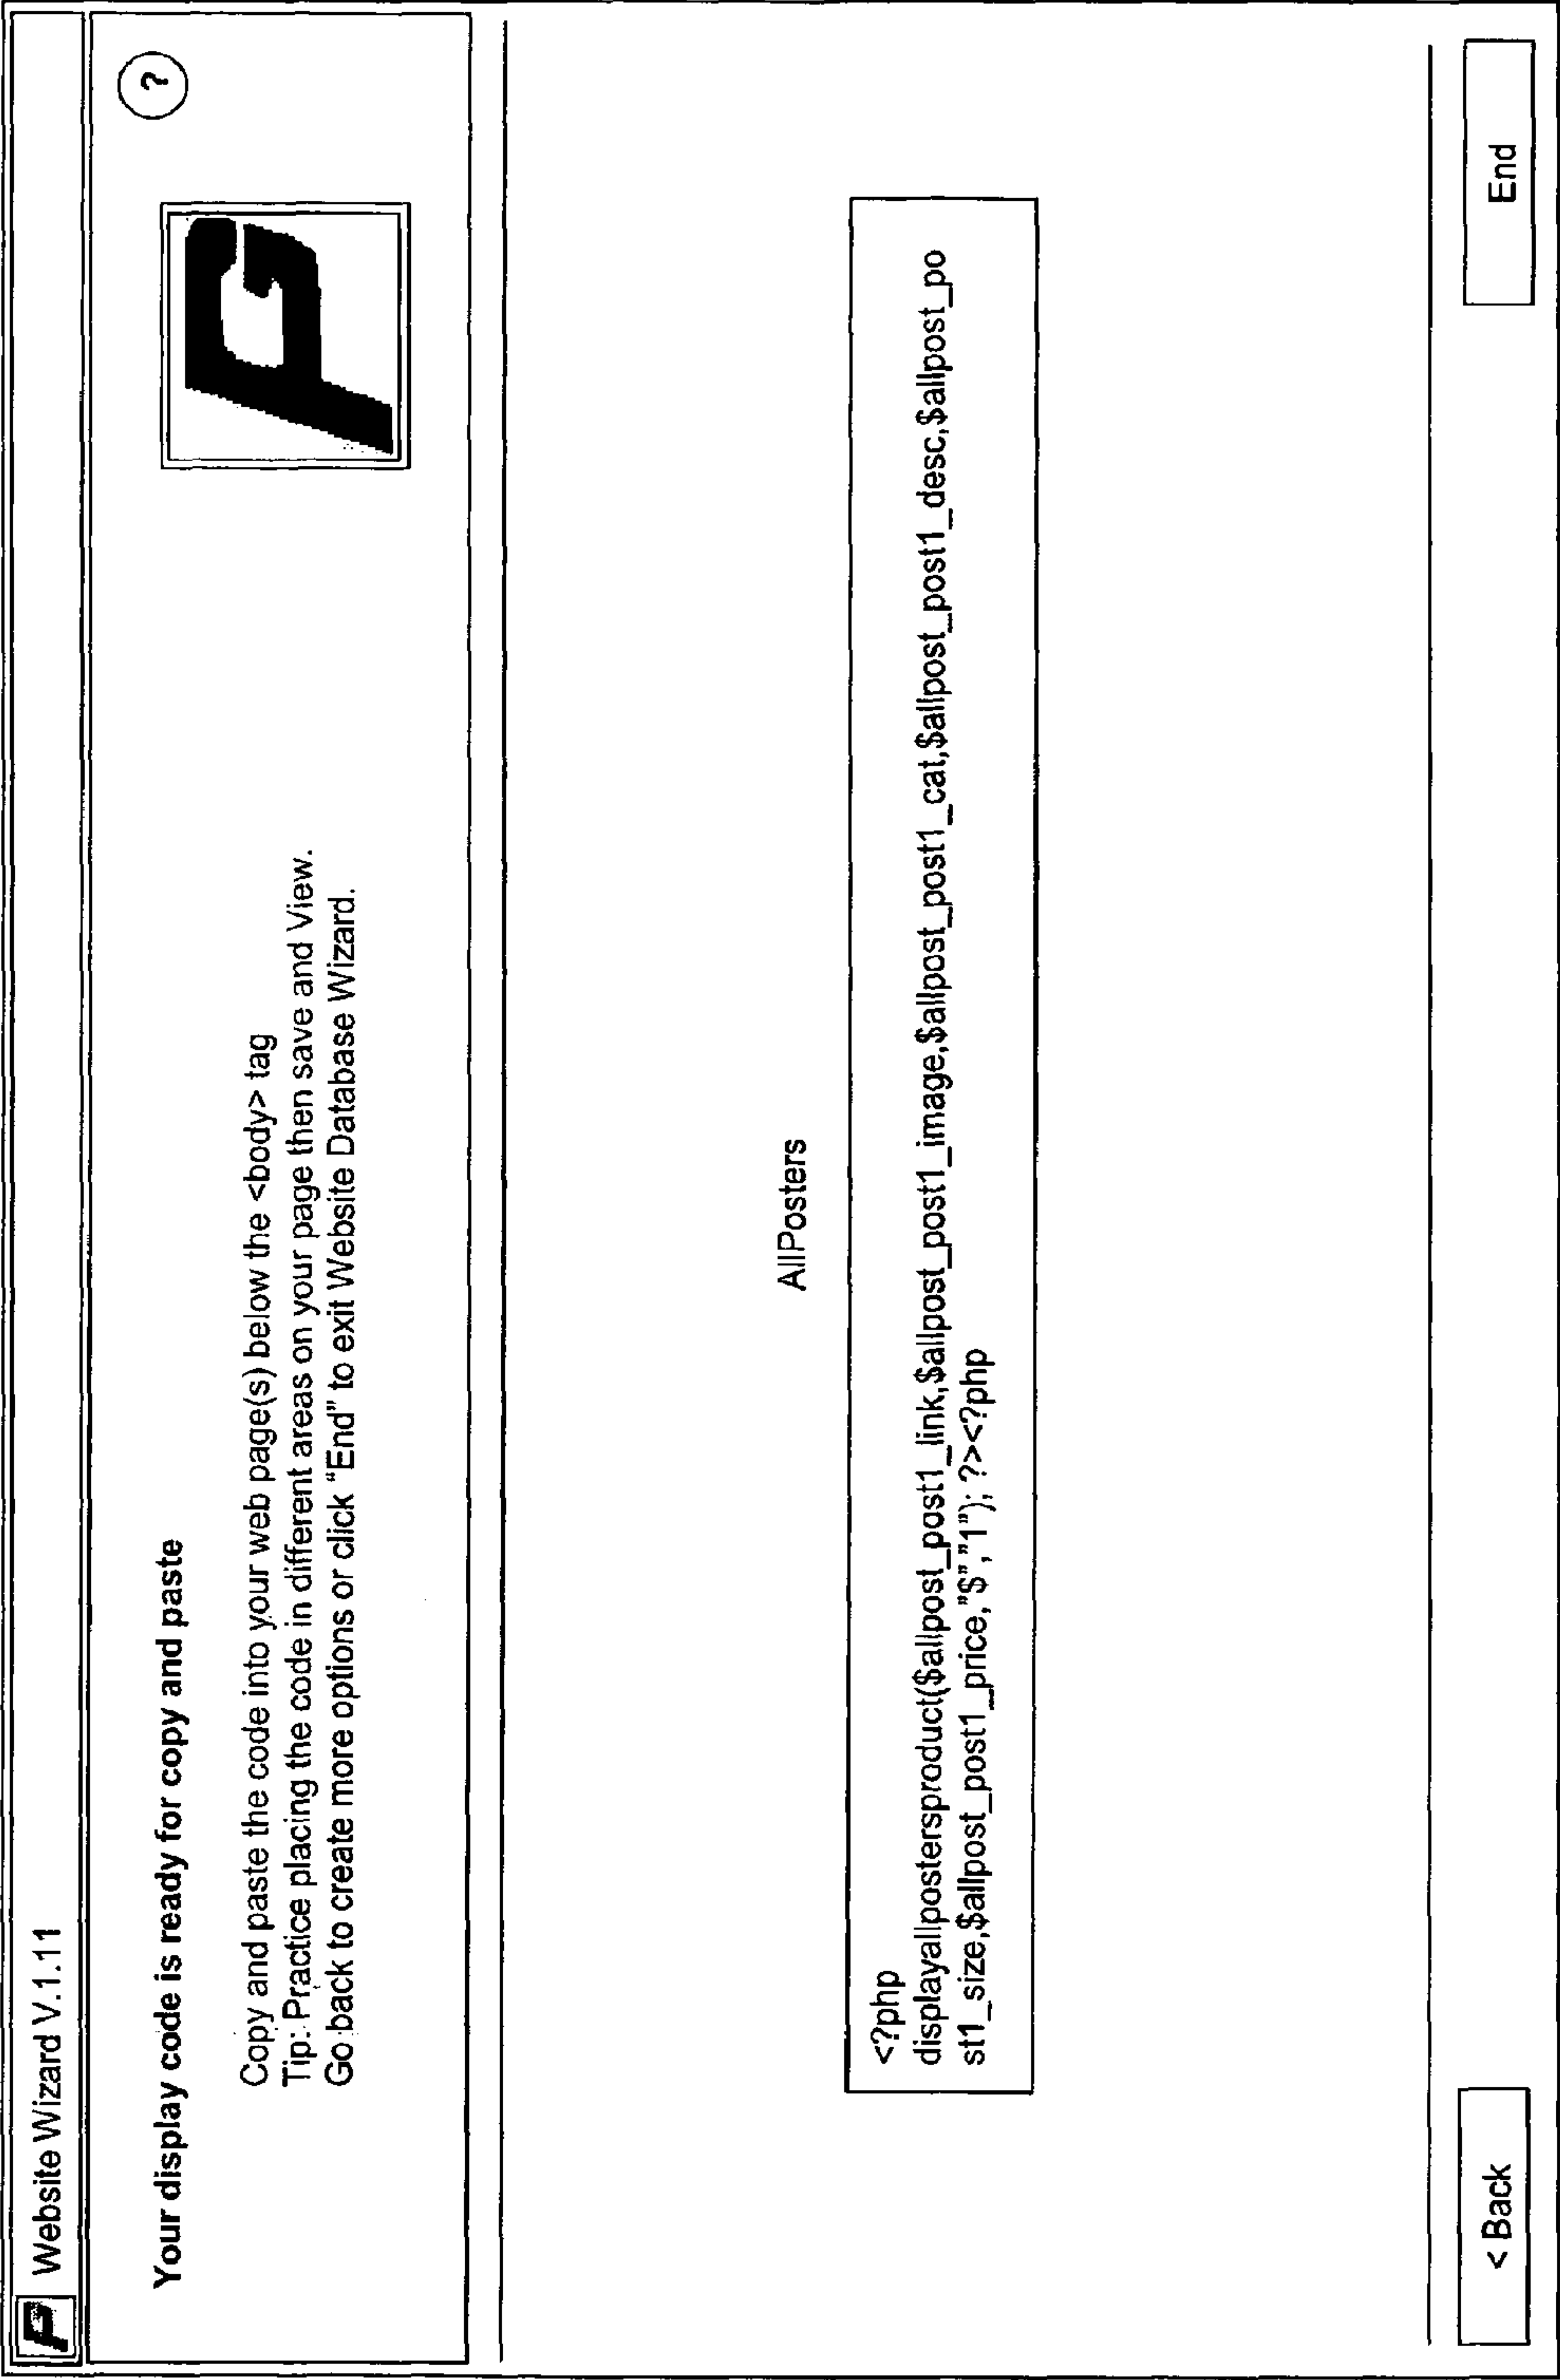 Website Wizard V.1.11
?
Your display code is ready for copy and paste
Copy and paste the code into your web page(s) below the <body> tag
Tip: Practice placing the code in different areas on your page then save and View.
Go back to create more options or click “End” to exit Website Database Wizard.
AllPosters
<?php
displayallpostersproduct($allpost_post1_link,$allpost_post1_image,$allpost_post1_cat,$allpost_post1_desc,$allpost_po
st1_size,$allpost_post1_price,"$","1"); ?><?php
< Back
End